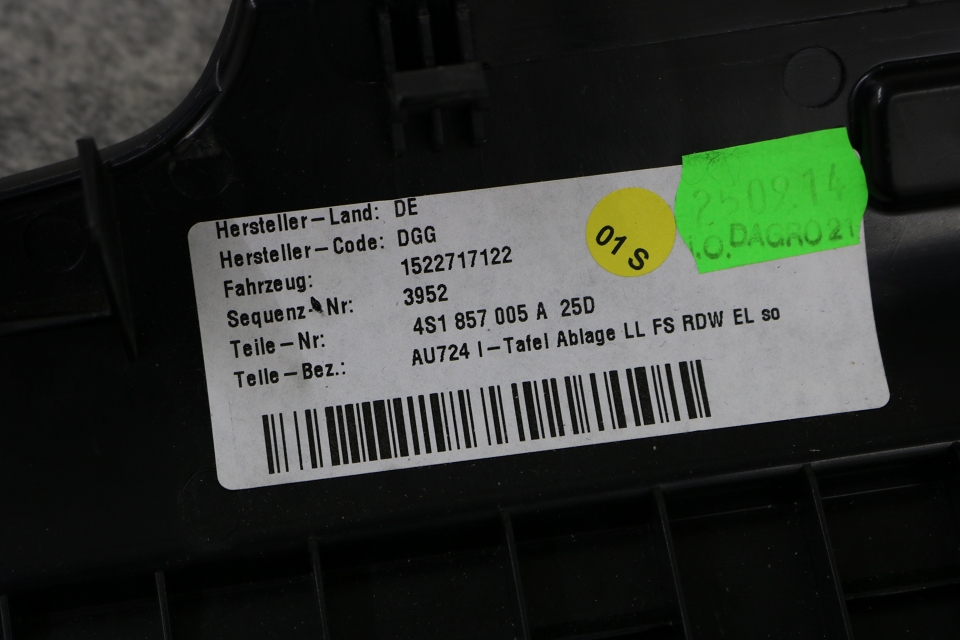 Hersteller-Land: DE
Hersteller-Code: DGG
Fahrzeug: 1522717122
Sequenz-Nr: 3952
Teile-Nr: 4S1 857 005 A 25D
Teile-Bez.: AU724 I-Tafel Ablage LL FS RDW EL so
01 S
25.09.14
I.O. DAGRO 21